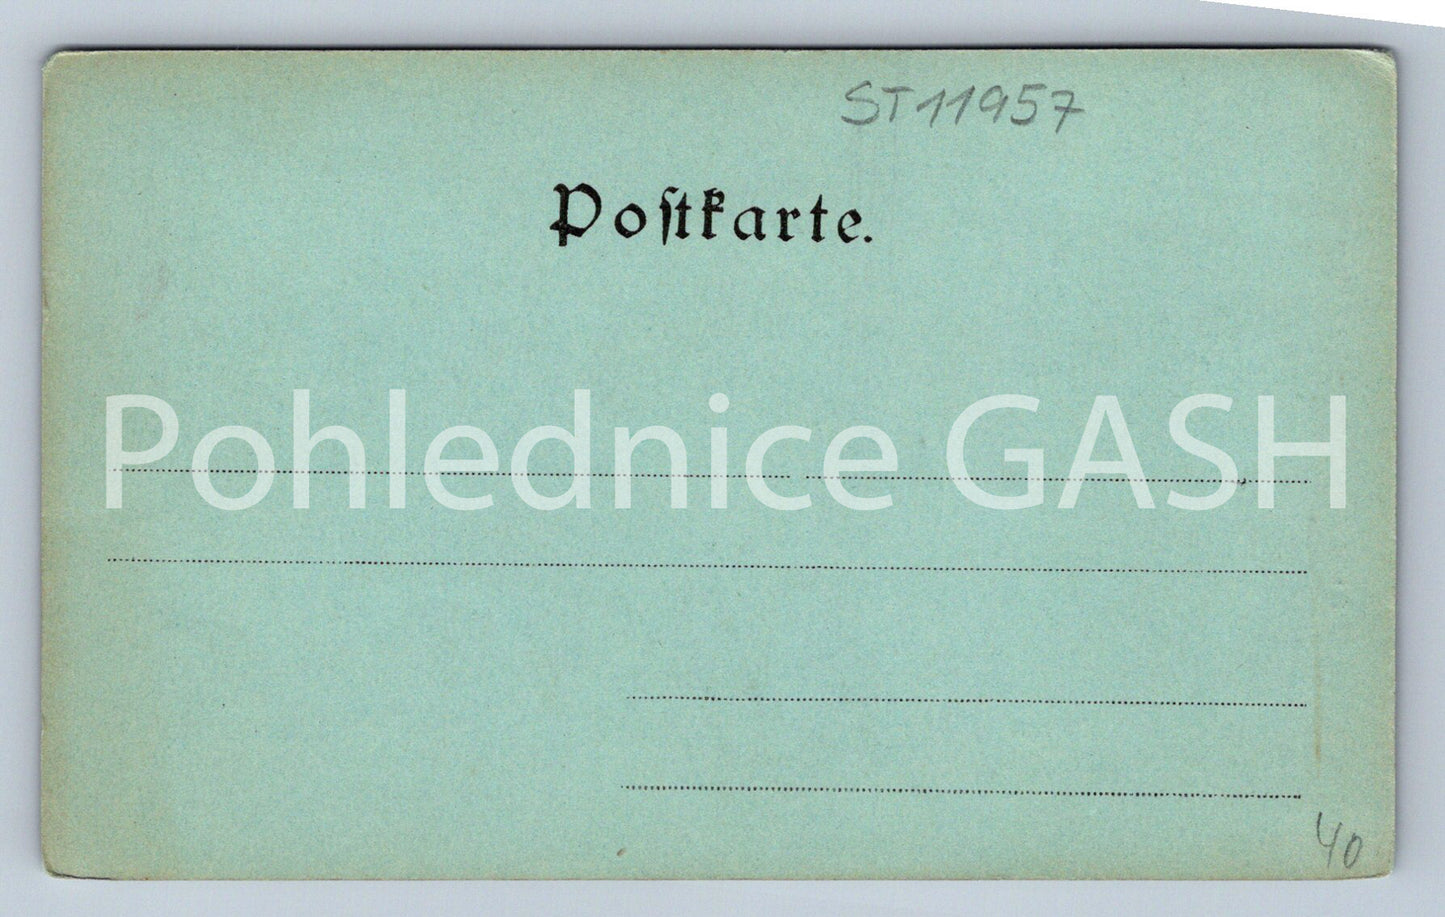 ST11957
Poſtkarte.
Pohlednice GASH
40